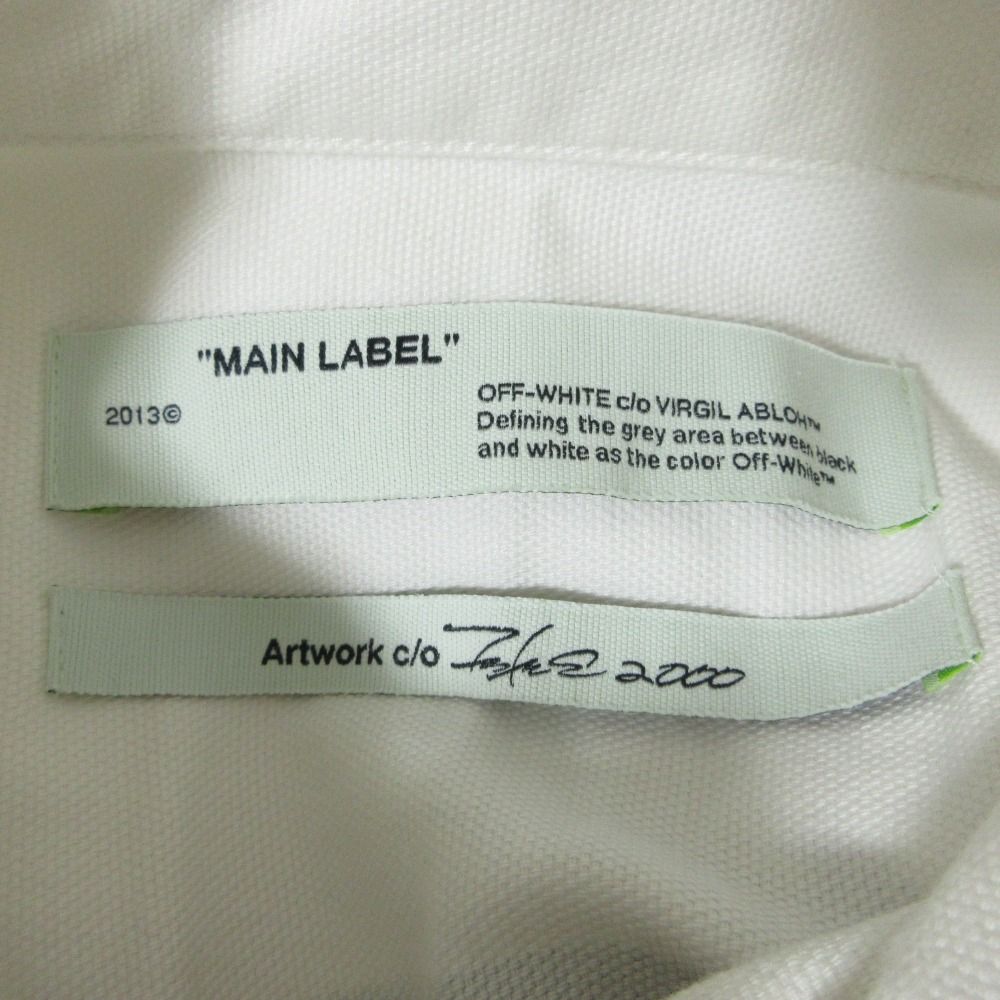 "MAIN LABEL"
2013©
OFF-WHITE c/o VIRGIL ABLOH™
Defining the grey area between black
and white as the color Off-White™
Artwork c/o Futura 2000